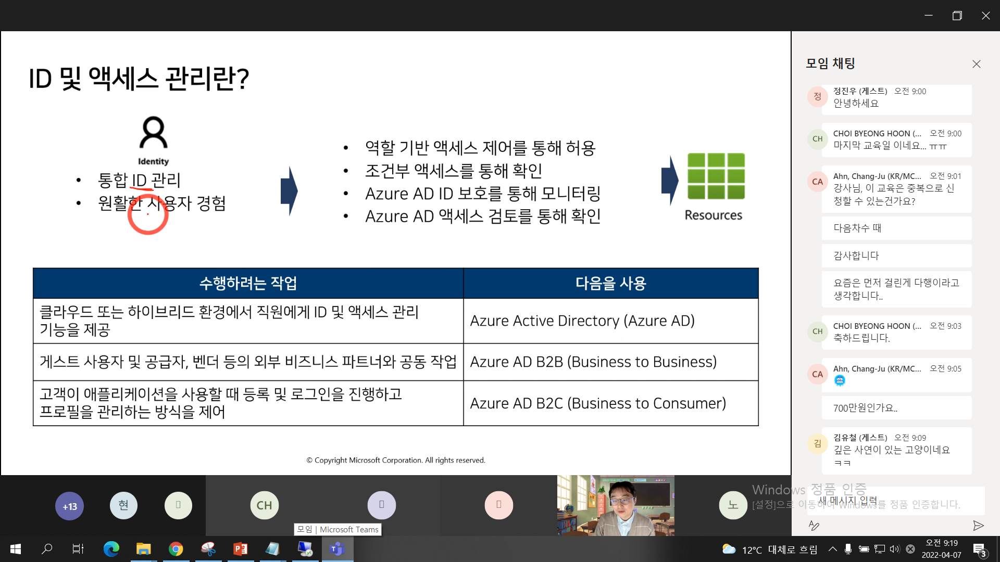 ID 및 액세스 관리란?
Identity
• 통합 ID 관리
• 원활한 사용자 경험
• 역할 기반 액세스 제어를 통해 허용
• 조건부 액세스를 통해 확인
• Azure AD ID 보호를 통해 모니터링
• Azure AD 액세스 검토를 통해 확인
Resources
수행하려는 작업
다음을 사용
클라우드 또는 하이브리드 환경에서 직원에게 ID 및 액세스 관리
기능을 제공
Azure Active Directory (Azure AD)
게스트 사용자 및 공급자, 벤더 등의 외부 비즈니스 파트너와 공동 작업
Azure AD B2B (Business to Business)
고객이 애플리케이션을 사용할 때 등록 및 로그인을 진행하고
프로필을 관리하는 방식을 제어
Azure AD B2C (Business to Consumer)
© Copyright Microsoft Corporation. All rights reserved.
모임 채팅
정
정진우 (게스트) 오전 9:00
안녕하세요
CH
CHOI BYEONG HOON (... 오전 9:00
마지막 교육일 이네요... ㅠㅠ
CA
Ahn, Chang-Ju (KR/MC... 오전 9:01
강사님, 이 교육은 중복으로 신
청할 수 있는건가요?
다음차수 때
감사합니다
요즘은 먼저 걸린게 다행이라고
생각합니다..
CH
CHOI BYEONG HOON (... 오전 9:03
축하드립니다.
CA
Ahn, Chang-Ju (KR/MC... 오전 9:05
700만원인가요..
김
김유철 (게스트) 오전 9:09
깊은 사연이 있는 고양이네요
ㅋㅋ
Windows 정품 인증
새 메시지 입력
[설정]으로 이동하여 Windows를 정품 인증합니다.
+13
현
CH
노
모임 | Microsoft Teams
12°C 대체로 흐림
오전 9:19
2022-04-07
3